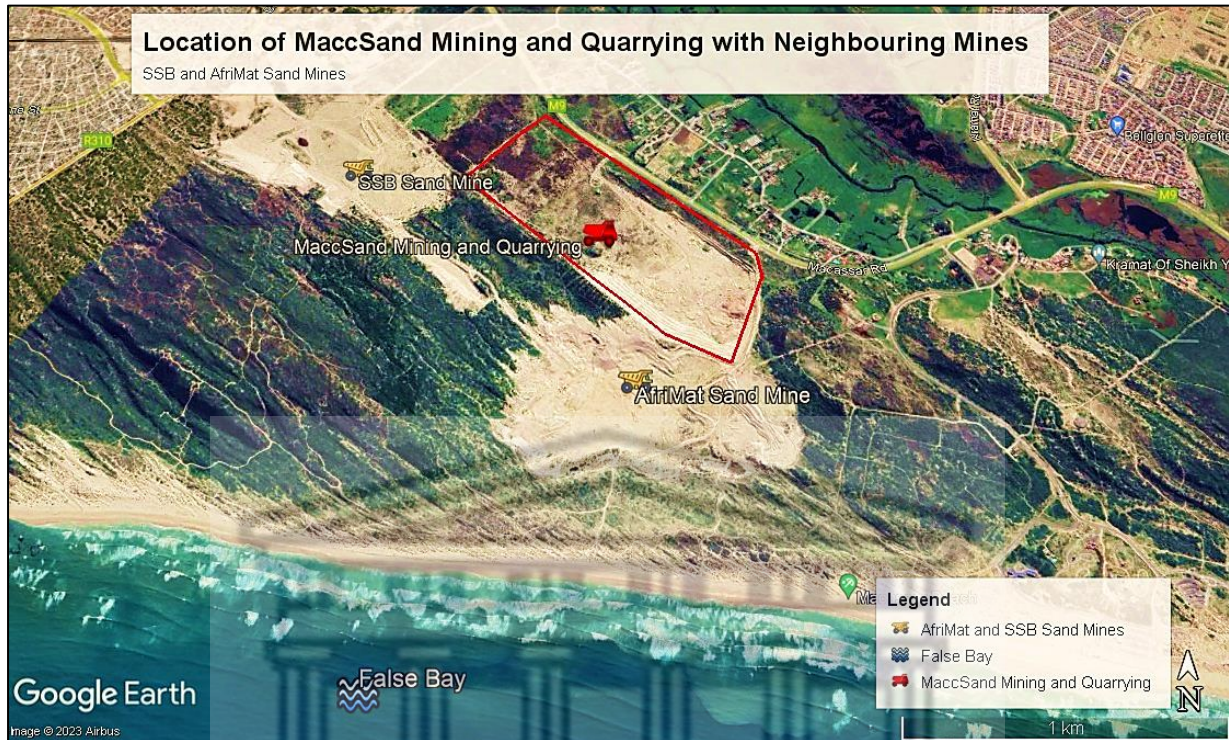 Location of MaccSand Mining and Quarrying with Neighbouring Mines
SSB and AfriMat Sand Mines
M9
R310
Bollgion Superette
SSB Sand Mine
M9
MaccSand Mining and Quarrying
Macassar Rd
Kramat Of Sheikh Y
AfriMat Sand Mine
Legend
AfriMat and SSB Sand Mines
False Bay
MaccSand Mining and Quarrying
False Bay
Google Earth
N
1 km
Image © 2023 Airbus